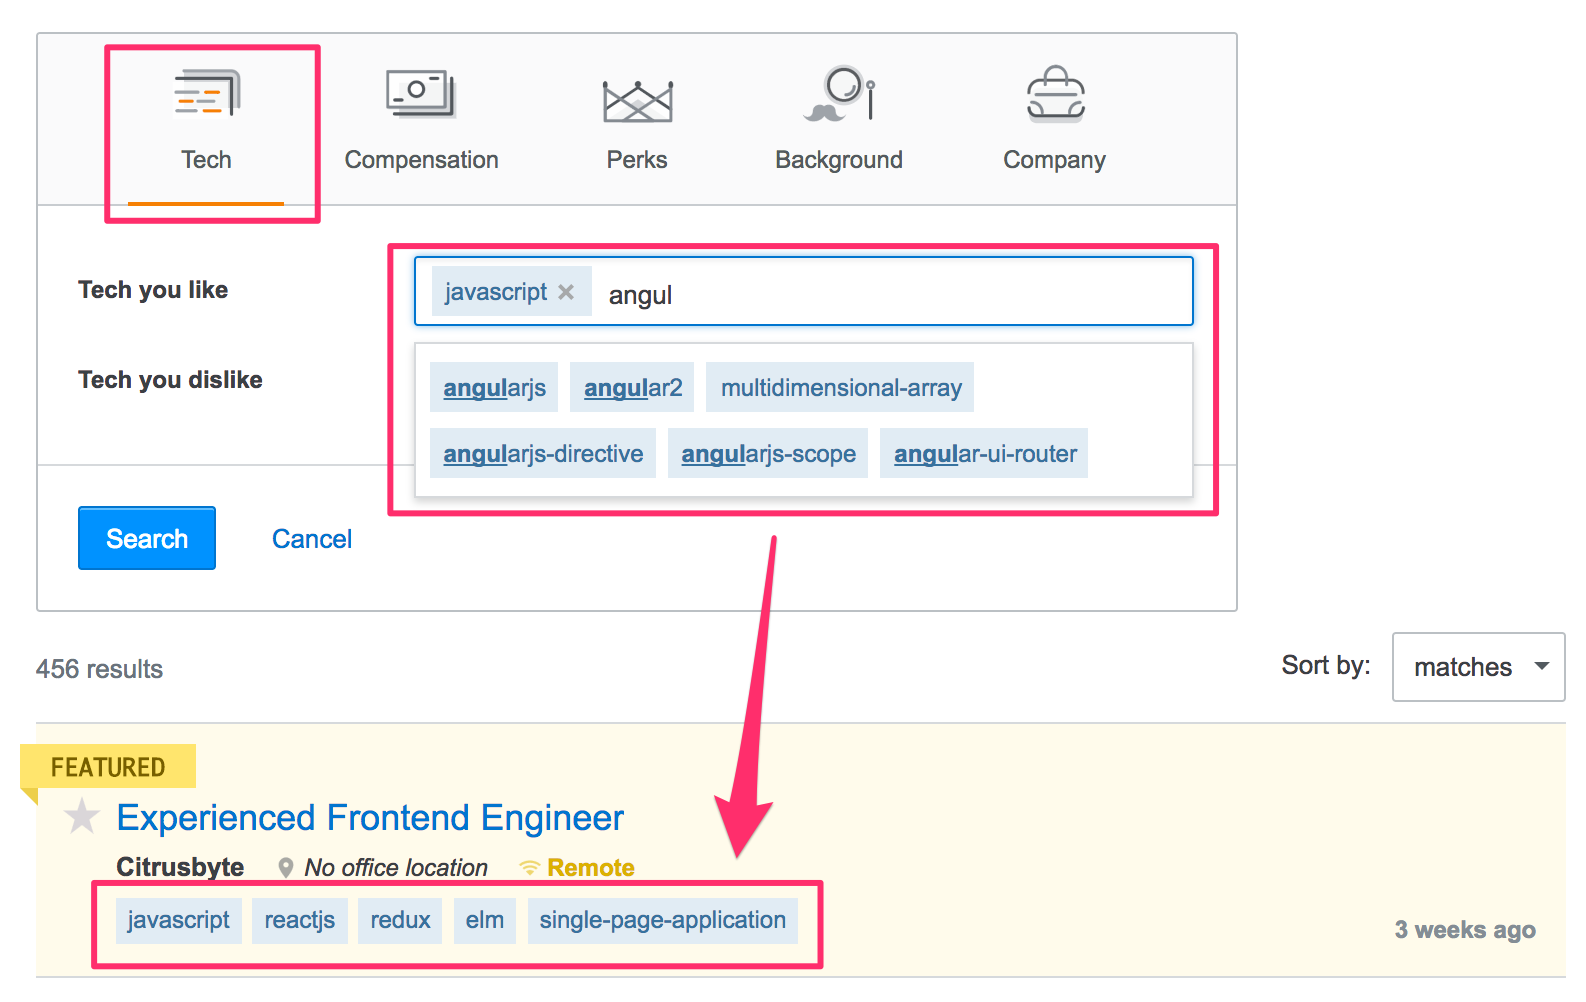 Tech Compensation Perks Background Company
Tech you like javascript angul
Tech you dislike
angularjs angular2 multidimensional-array
angularjs-directive angularjs-scope angular-ui-router
Search Cancel
456 results Sort by: matches
FEATURED
Experienced Frontend Engineer
Citrusbyte No office location Remote
javascript reactjs redux elm single-page-application
3 weeks ago